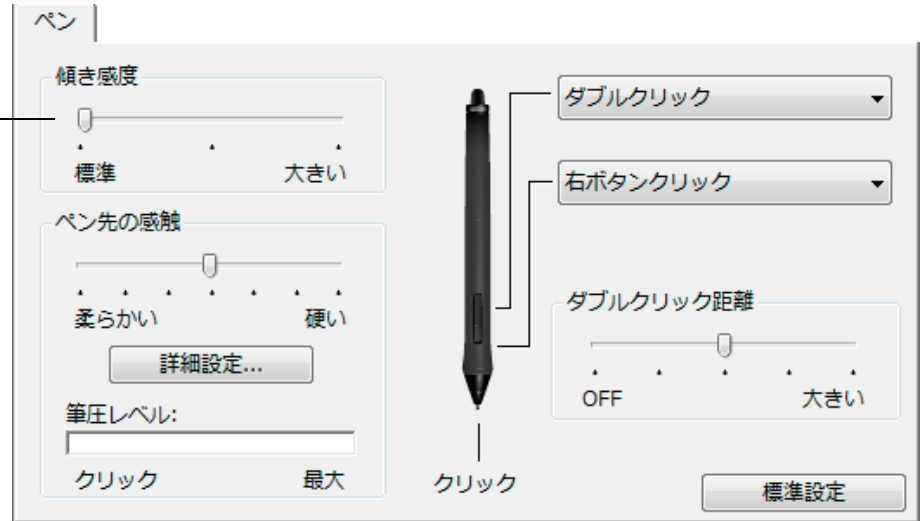 ペン
傾き感度
標準 大きい
ペン先の感触
柔らかい 硬い
詳細設定...
筆圧レベル:
クリック 最大
ダブルクリック
右ボタンクリック
ダブルクリック距離
OFF 大きい
クリック
標準設定